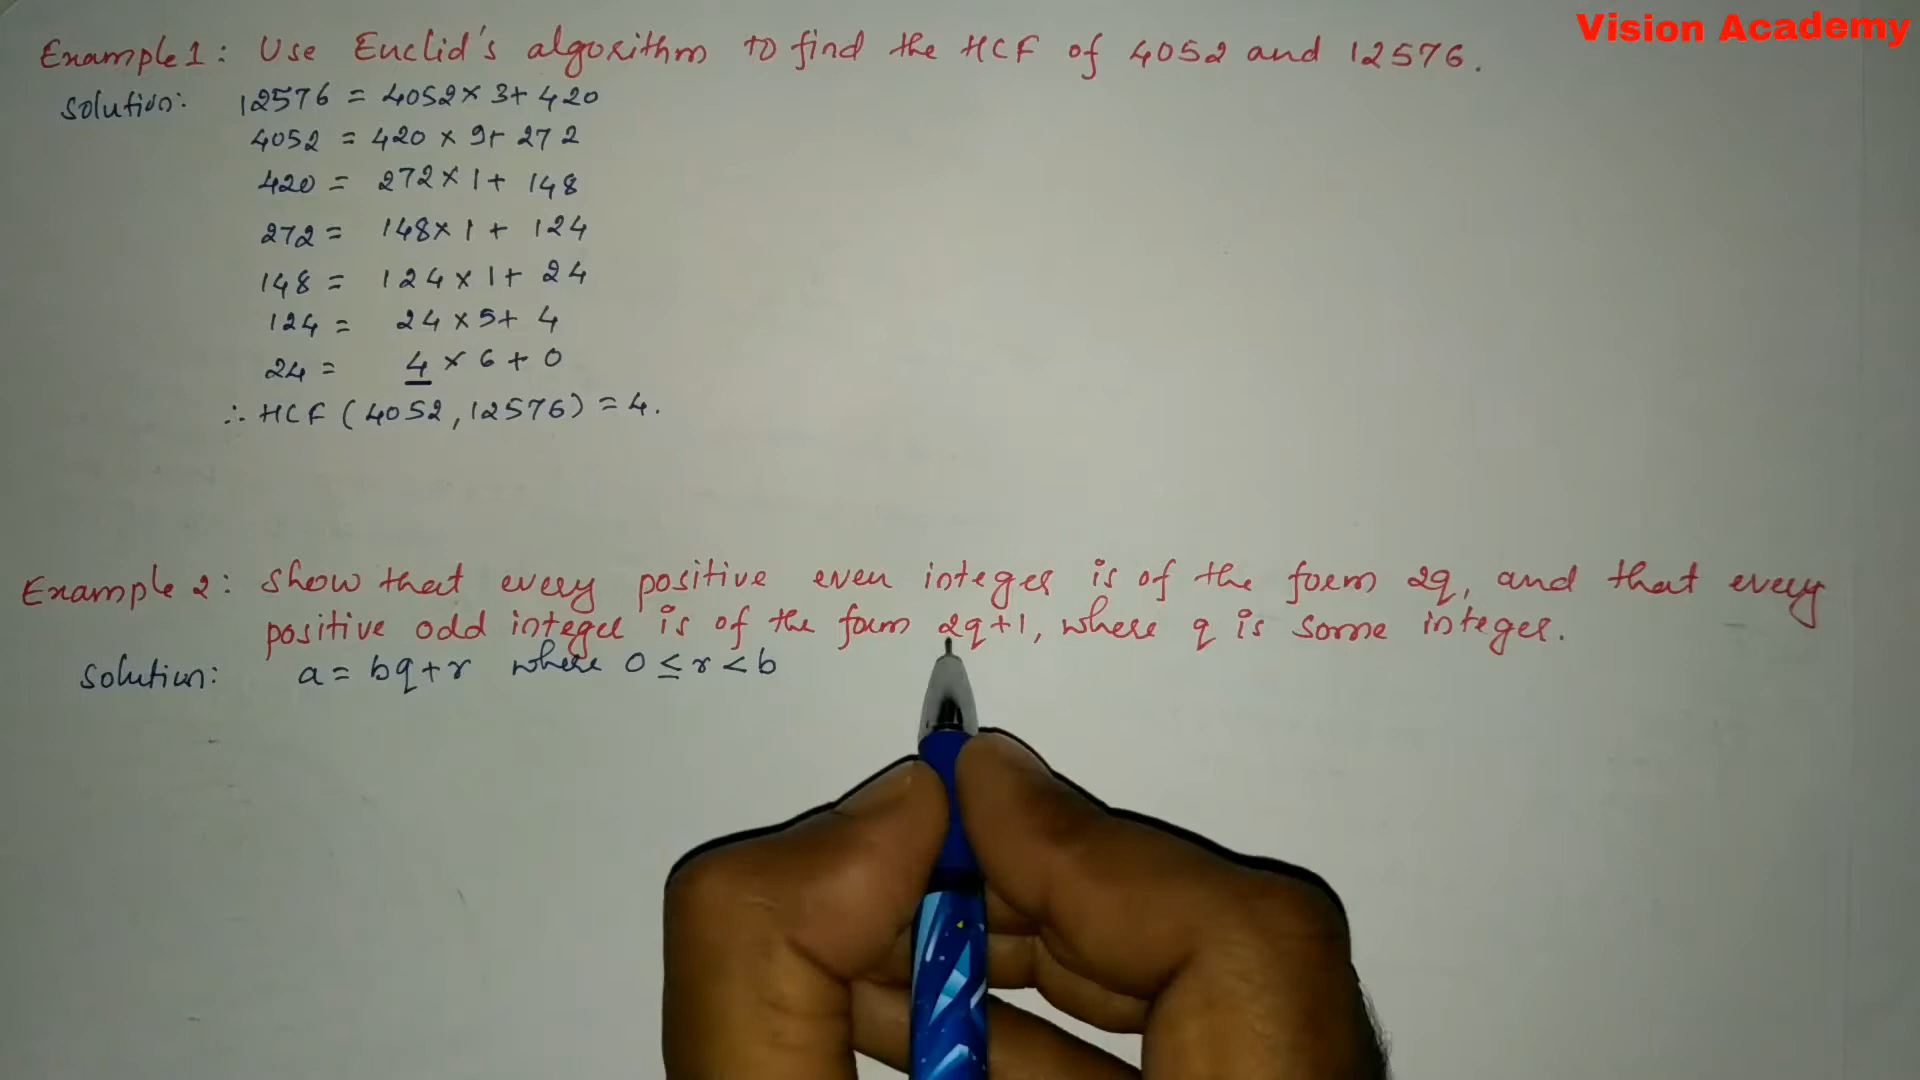 Vision Academy
Example 1: Use Euclid's algorithm to find the HCF of 4052 and 12576.
Solution: 12576 = 4052 × 3 + 420
4052 = 420 × 9 + 272
420 = 272 × 1 + 148
272 = 148 × 1 + 124
148 = 124 × 1 + 24
124 = 24 × 5 + 4
24 = 4 × 6 + 0
∴ HCF (4052, 12576) = 4.
Example 2: Show that every positive even integer is of the form 2q, and that every
positive odd integer is of the form 2q+1, where q is some integer.
Solution: a = bq + r where 0 ≤ r < b